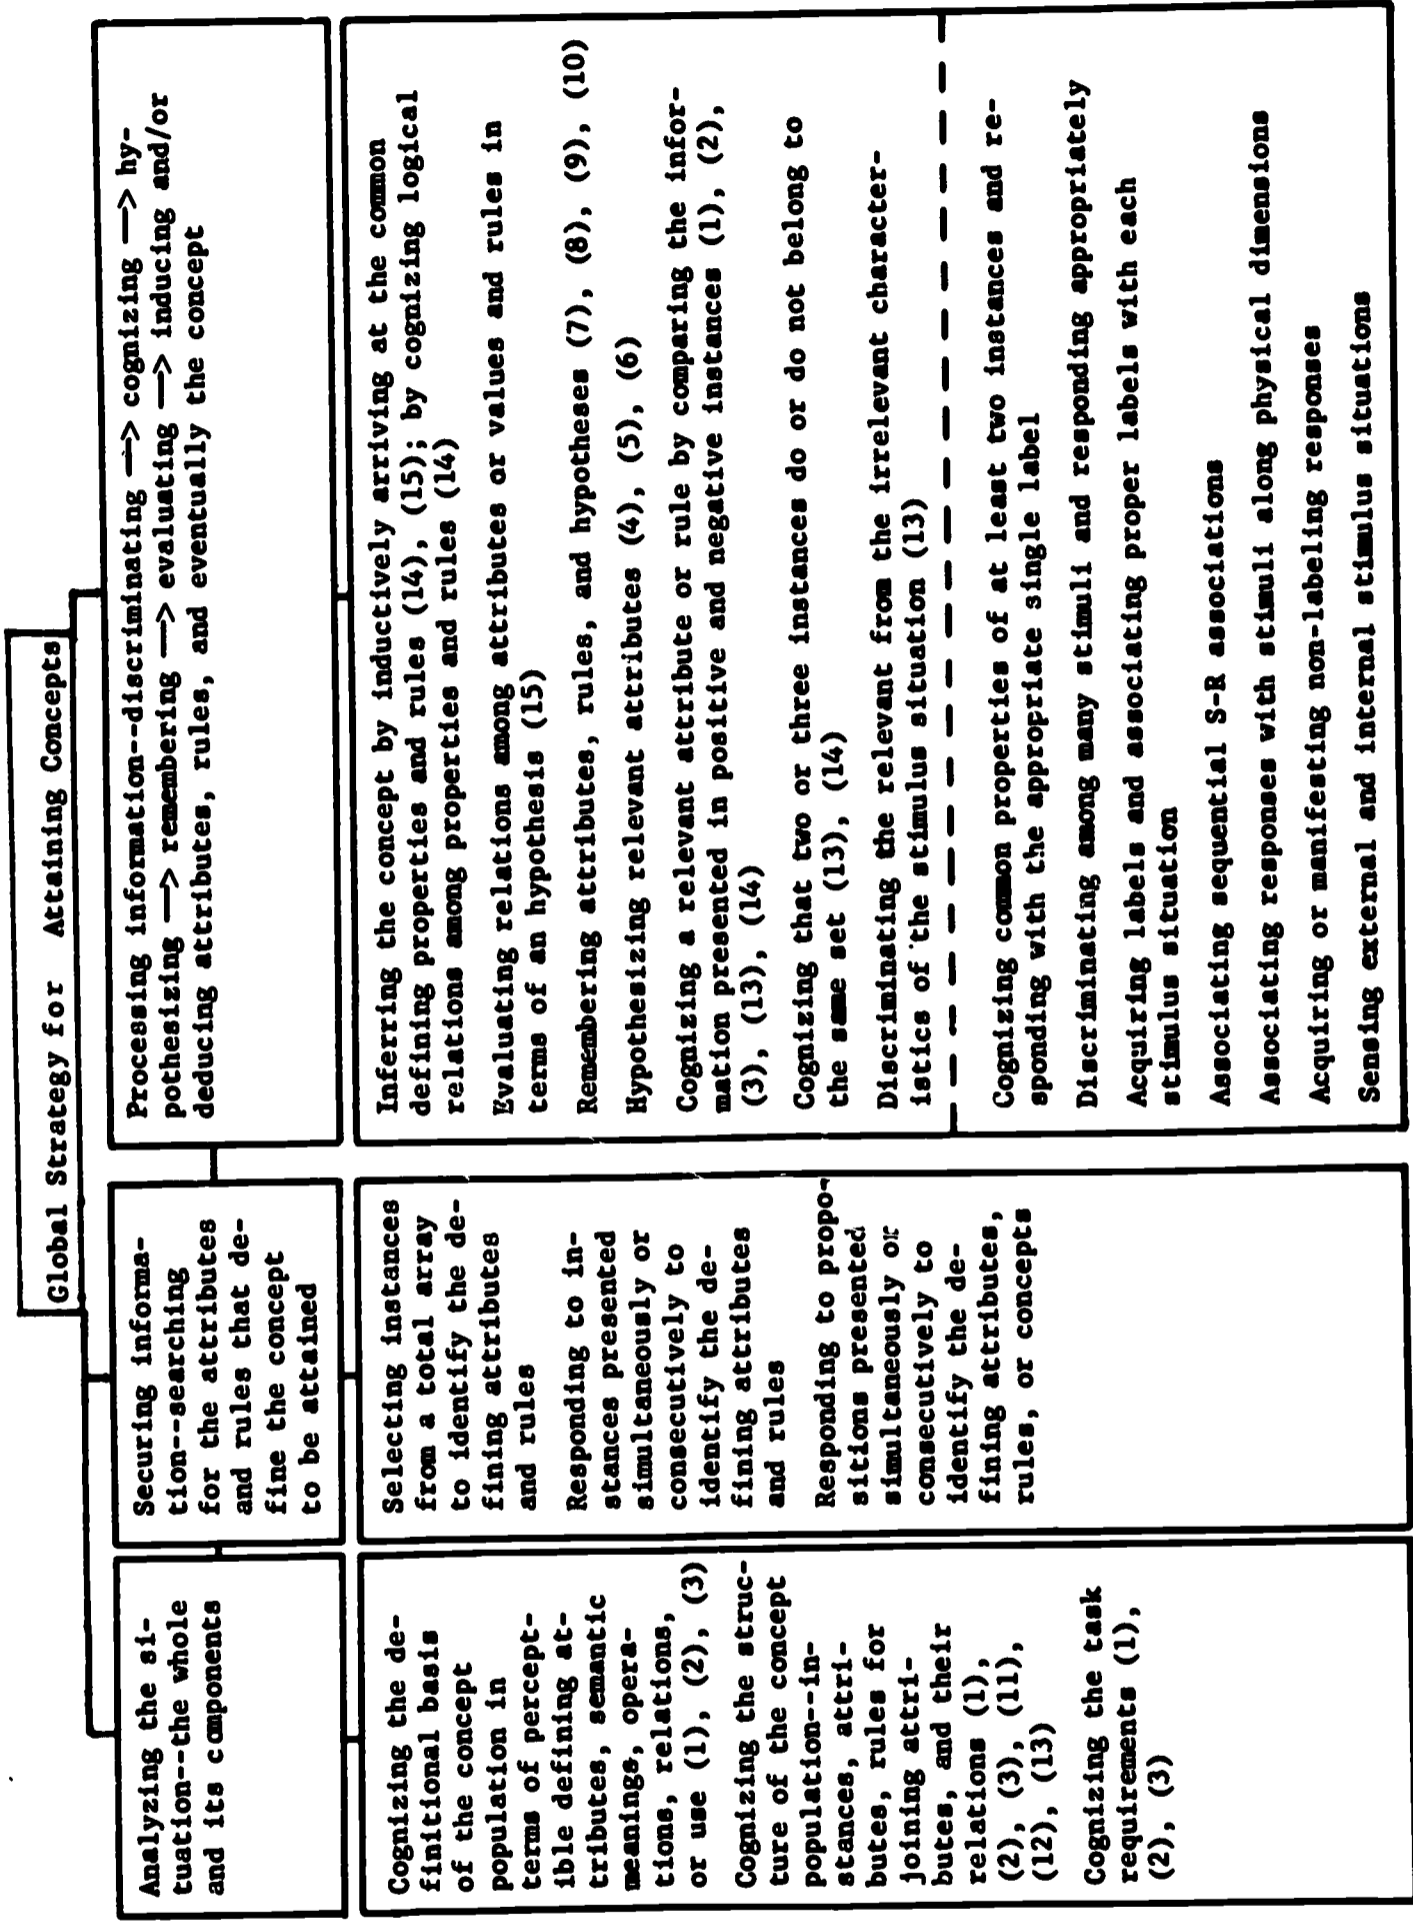 Global Strategy for Attaining Concepts
Analyzing the si-
tuation--the whole
and its components
Securing informa-
tion--searching
for the attributes
and rules that de-
fine the concept
to be attained
Processing information--discriminating —> cognizing —> hy-
pothesizing —> remembering —> evaluating —> inducing and/or
deducing attributes, rules, and eventually the concept
Cognizing the de-
finitional basis
of the concept
population in
terms of percept-
ible defining at-
tributes, semantic
meanings, opera-
tions, relations,
or use (1), (2), (3)
Cognizing the struc-
ture of the concept
population--in-
stances, attri-
butes, rules for
joining attri-
butes, and their
relations (1),
(2), (3), (11),
(12), (13)
Cognizing the task
requirements (1),
(2), (3)
Selecting instances
from a total array
to identify the de-
fining attributes
and rules
Responding to in-
stances presented
simultaneously or
consecutively to
identify the de-
fining attributes
and rules
Responding to propo-
sitions presented
simultaneously or
consecutively to
identify the de-
fining attributes,
rules, or concepts
Inferring the concept by inductively arriving at the common
defining properties and rules (14), (15); by cognizing logical
relations among properties and rules (14)
Evaluating relations among attributes or values and rules in
terms of an hypothesis (15)
Remembering attributes, rules, and hypotheses (7), (8), (9), (10)
Hypothesizing relevant attributes (4), (5), (6)
Cognizing a relevant attribute or rule by comparing the infor-
mation presented in positive and negative instances (1), (2),
(3), (13), (14)
Cognizing that two or three instances do or do not belong to
the same set (13), (14)
Discriminating the relevant from the irrelevant character-
istics of the stimulus situation (13)
Cognizing common properties of at least two instances and re-
sponding with the appropriate single label
Discriminating among many stimuli and responding appropriately
Acquiring labels and associating proper labels with each
stimulus situation
Associating sequential S-R associations
Associating responses with stimuli along physical dimensions
Acquiring or manifesting non-labeling responses
Sensing external and internal stimulus situations